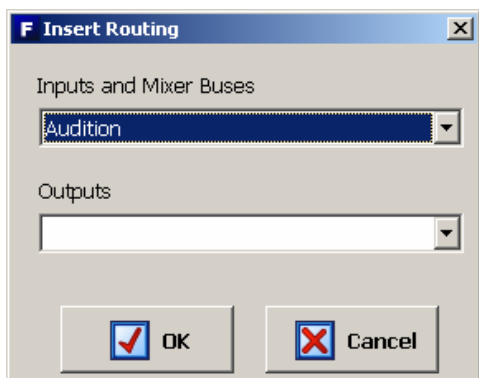 F Insert Routing
Inputs and Mixer Buses
Audition
Outputs
OK Cancel